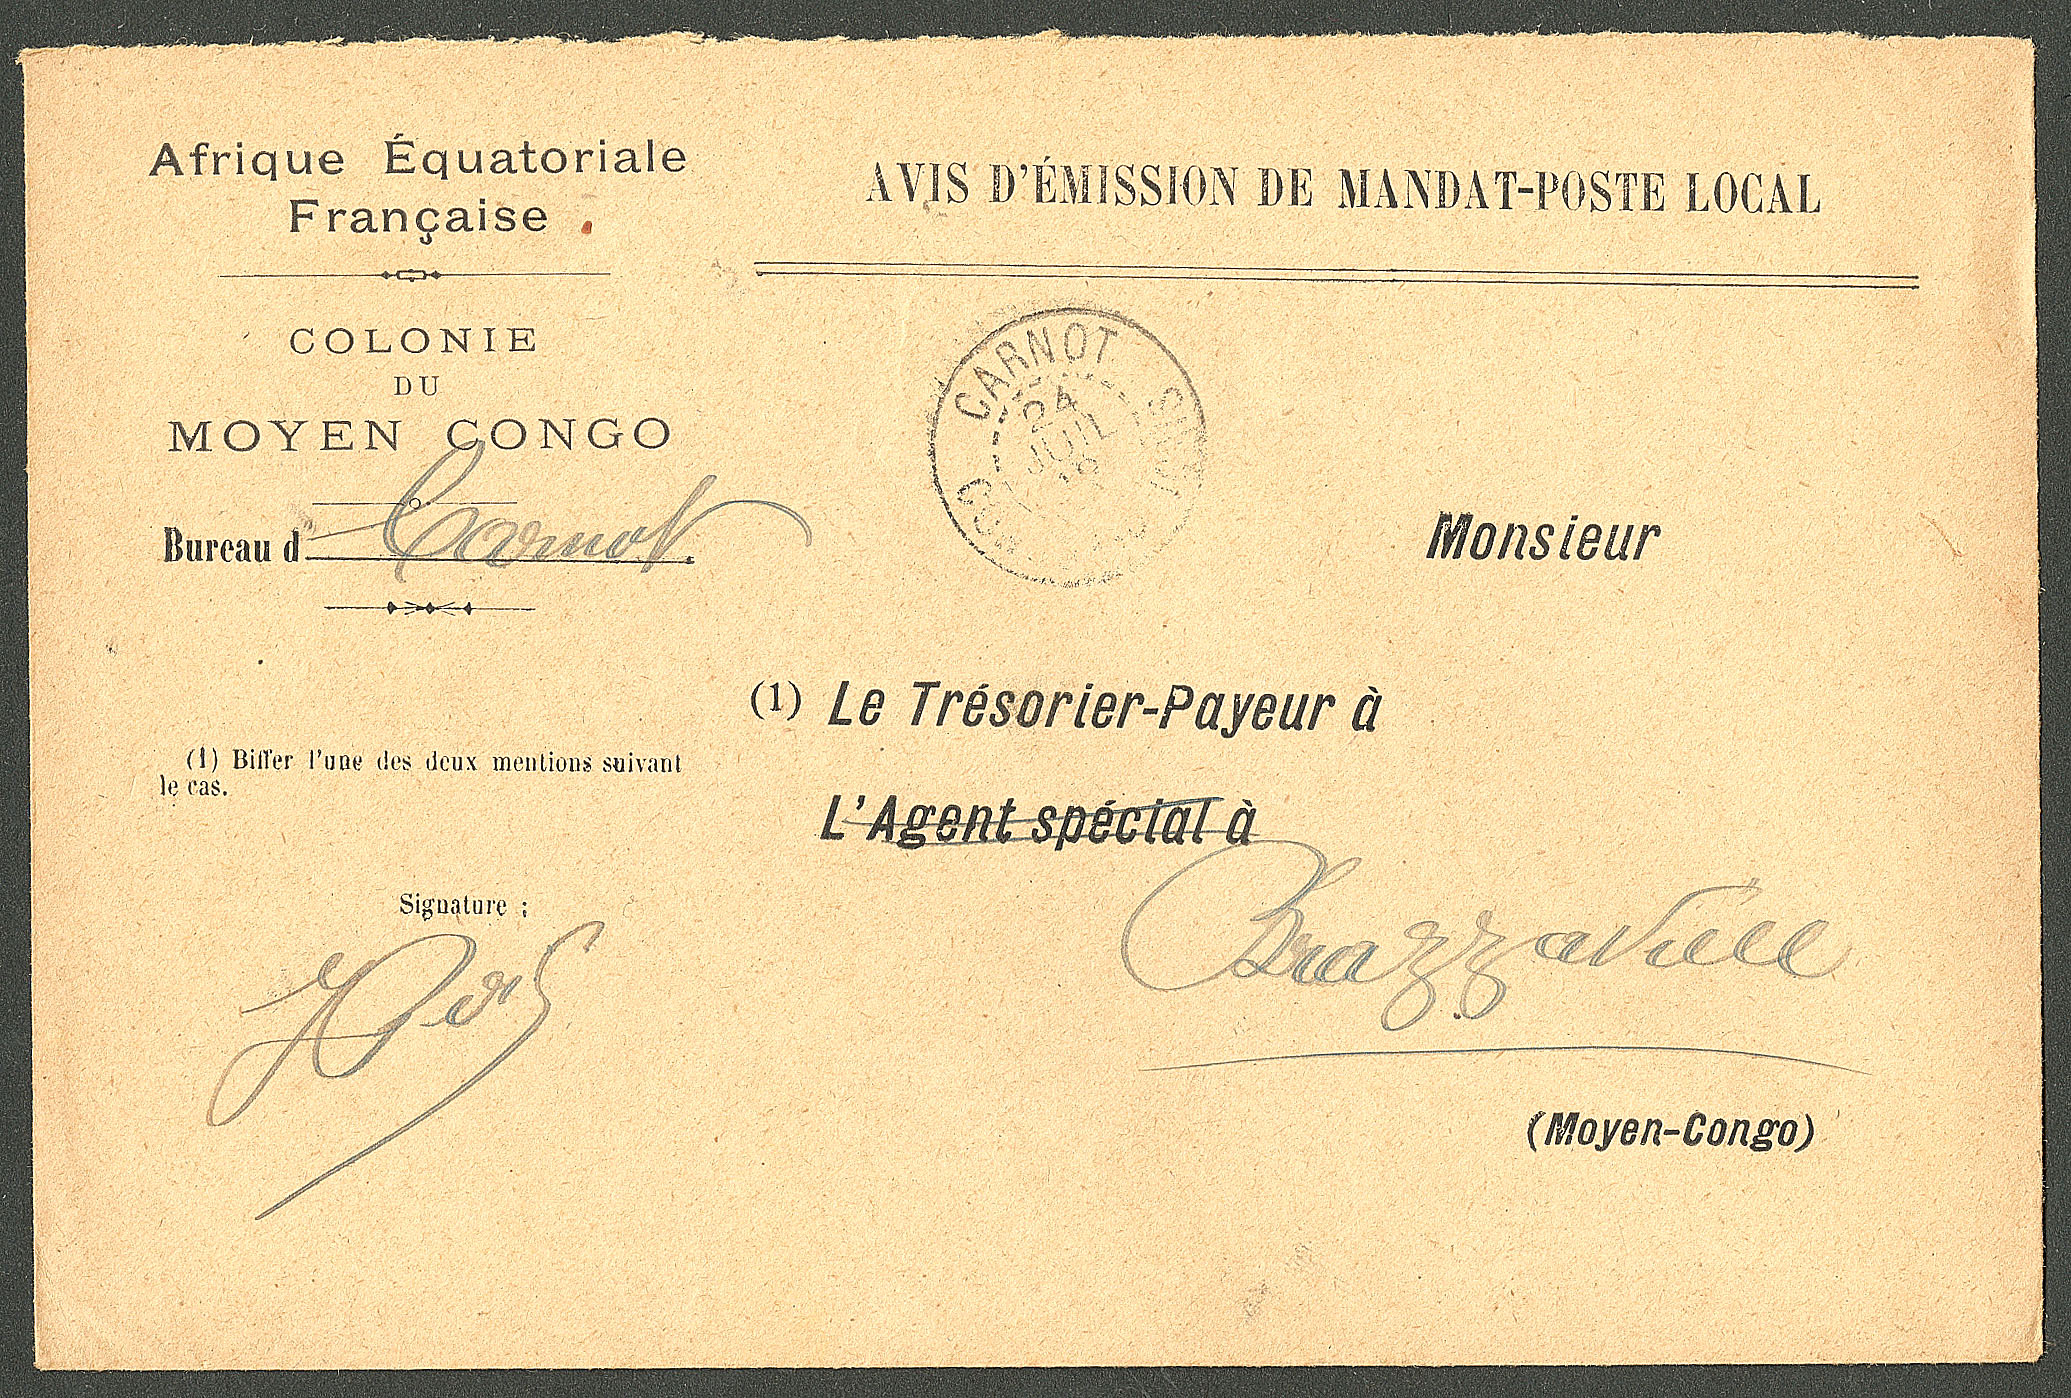 Afrique Équatoriale
Française
COLONIE
DU
MOYEN CONGO
Bureau d Carnot
(1) Biffer l'une des deux mentions suivant
le cas.
Signature :
AVIS D'ÉMISSION DE MANDAT-POSTE LOCAL
CARNOT
24
JUIL
Monsieur
(1) Le Trésorier-Payeur à
L'Agent spécial à
Brazzaville
(Moyen-Congo)